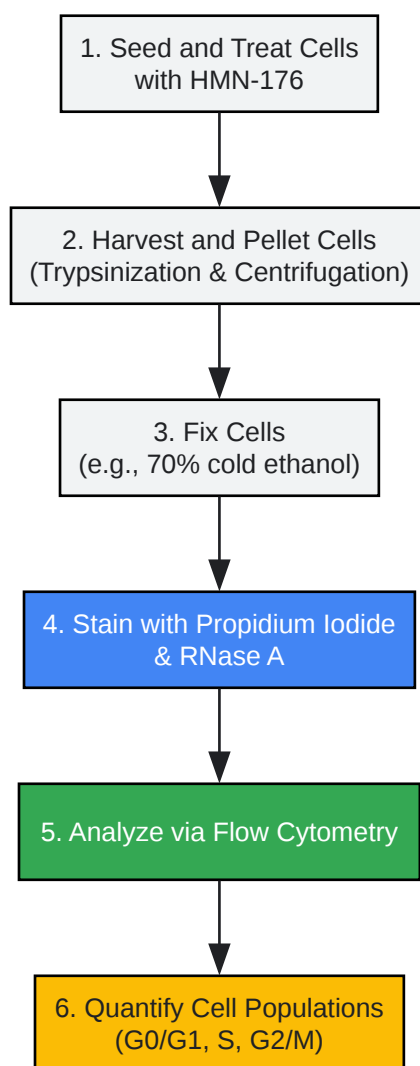 1. Seed and Treat Cells
with HMN-176
2. Harvest and Pellet Cells
(Trypsinization & Centrifugation)
3. Fix Cells
(e.g., 70% cold ethanol)
4. Stain with Propidium Iodide
& RNase A
5. Analyze via Flow Cytometry
6. Quantify Cell Populations
(G0/G1, S, G2/M)